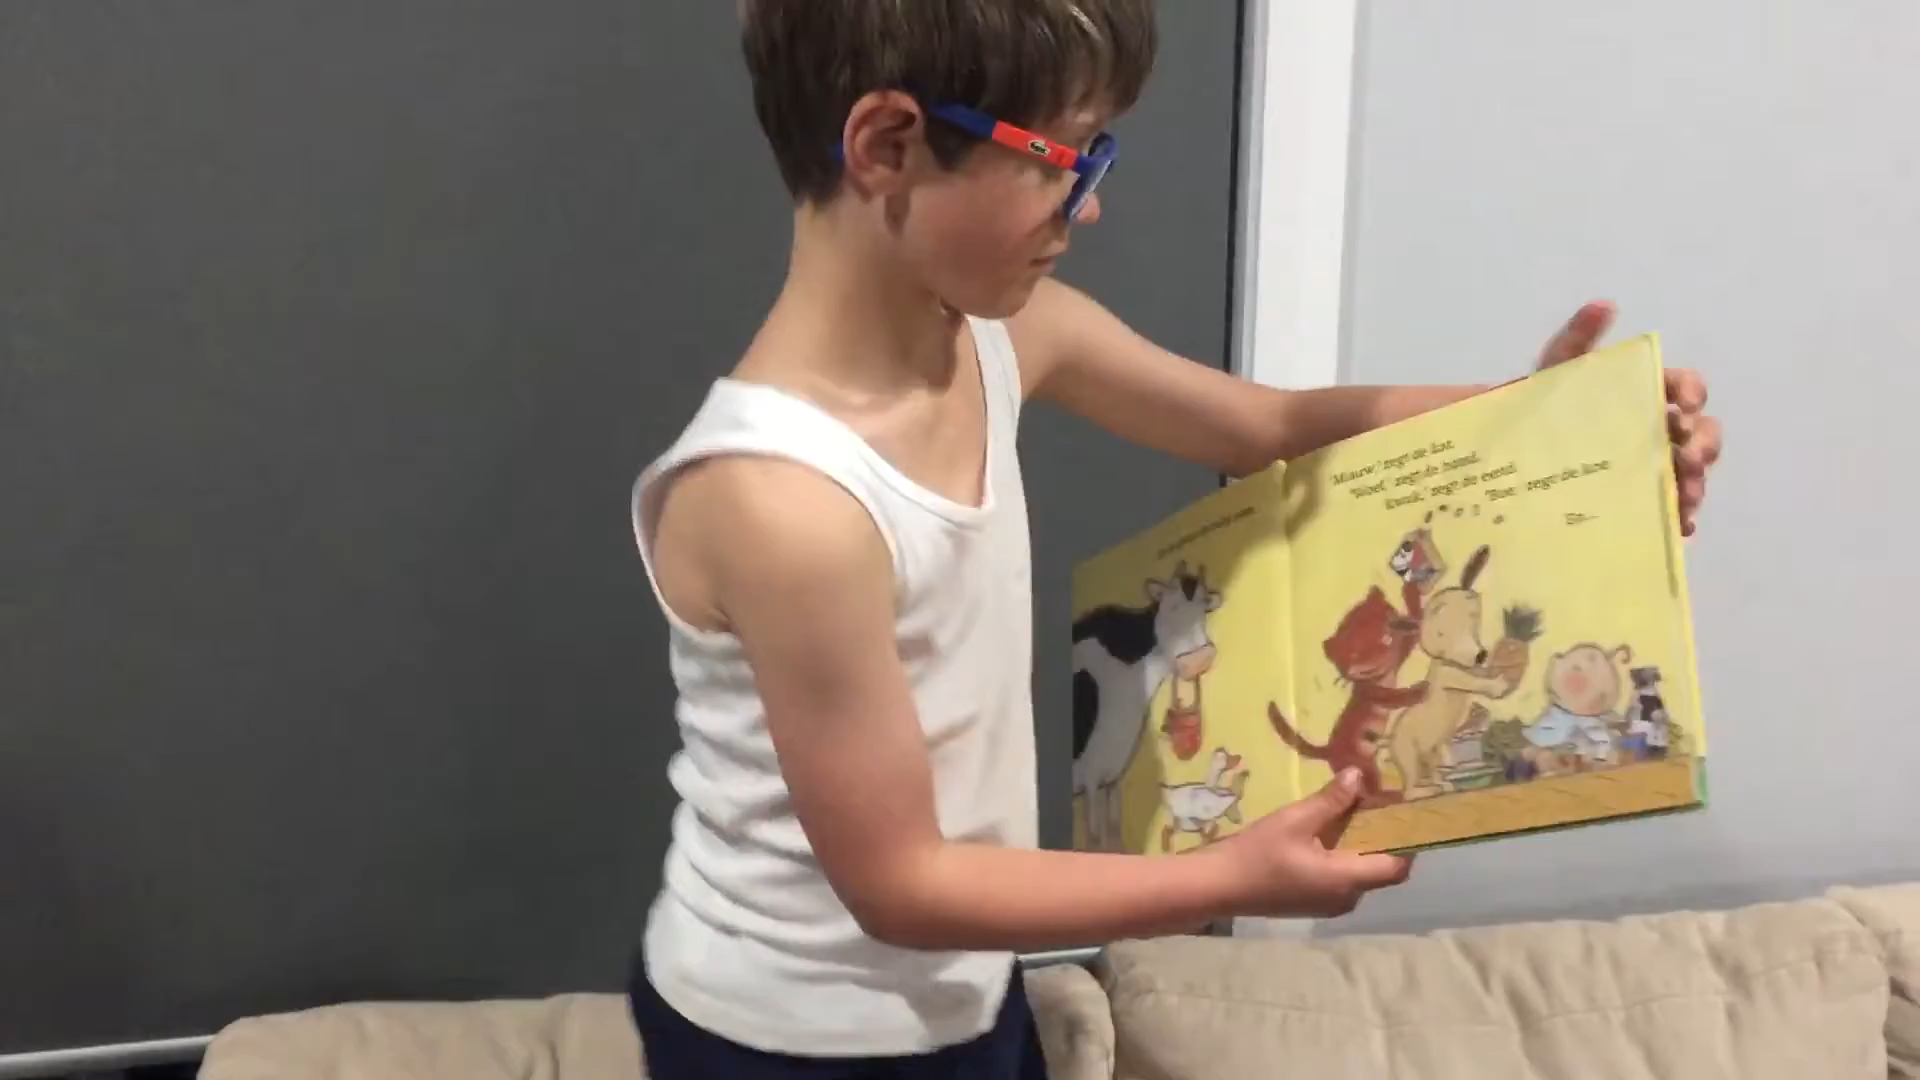 'Miauw,' zegt de kat.
'Woef,' zegt de hond.
'Kwak,' zegt de eend.
'Boe,' zegt de koe.
En...